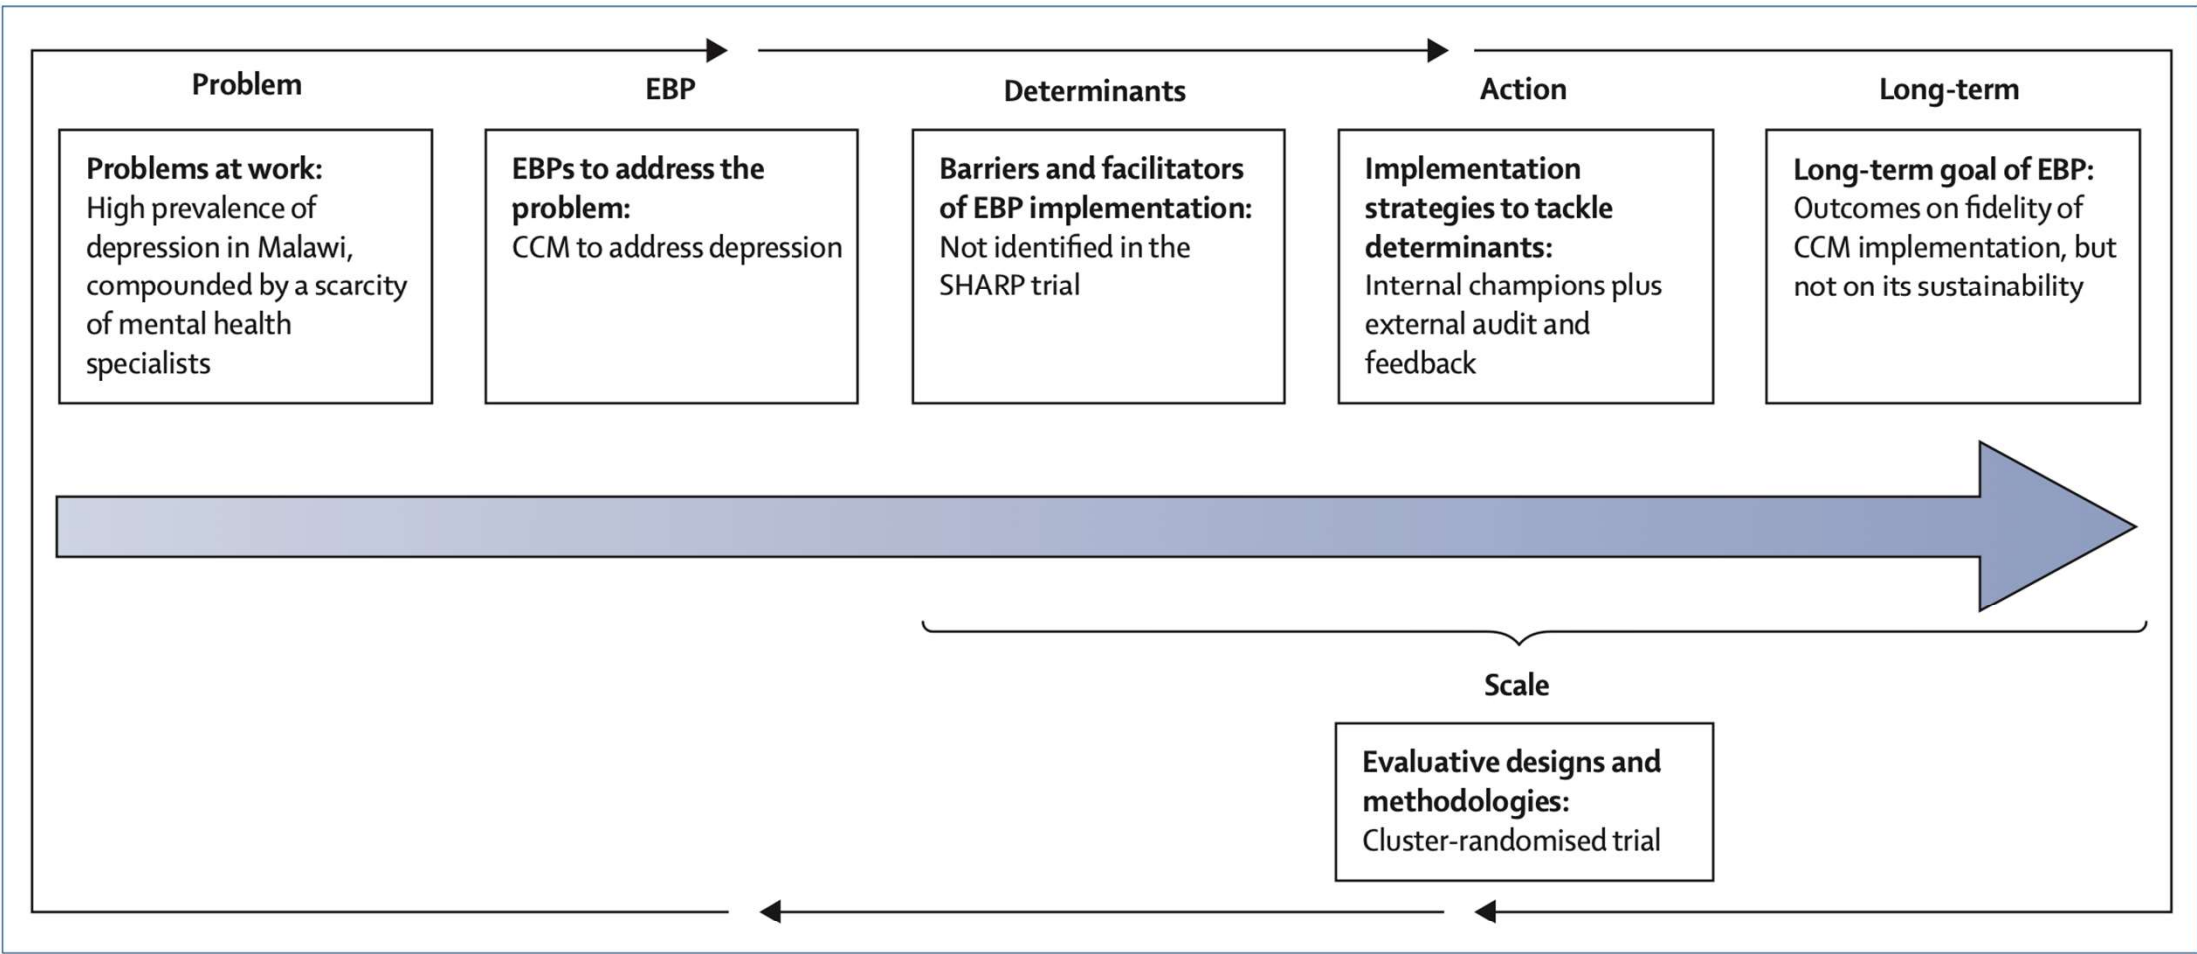 Problem
EBP
Determinants
Action
Long-term
Problems at work:
High prevalence of
depression in Malawi,
compounded by a scarcity
of mental health
specialists
EBPs to address the
problem:
CCM to address depression
Barriers and facilitators
of EBP implementation:
Not identified in the
SHARP trial
Implementation
strategies to tackle
determinants:
Internal champions plus
external audit and
feedback
Long-term goal of EBP:
Outcomes on fidelity of
CCM implementation, but
not on its sustainability
Scale
Evaluative designs and
methodologies:
Cluster-randomised trial